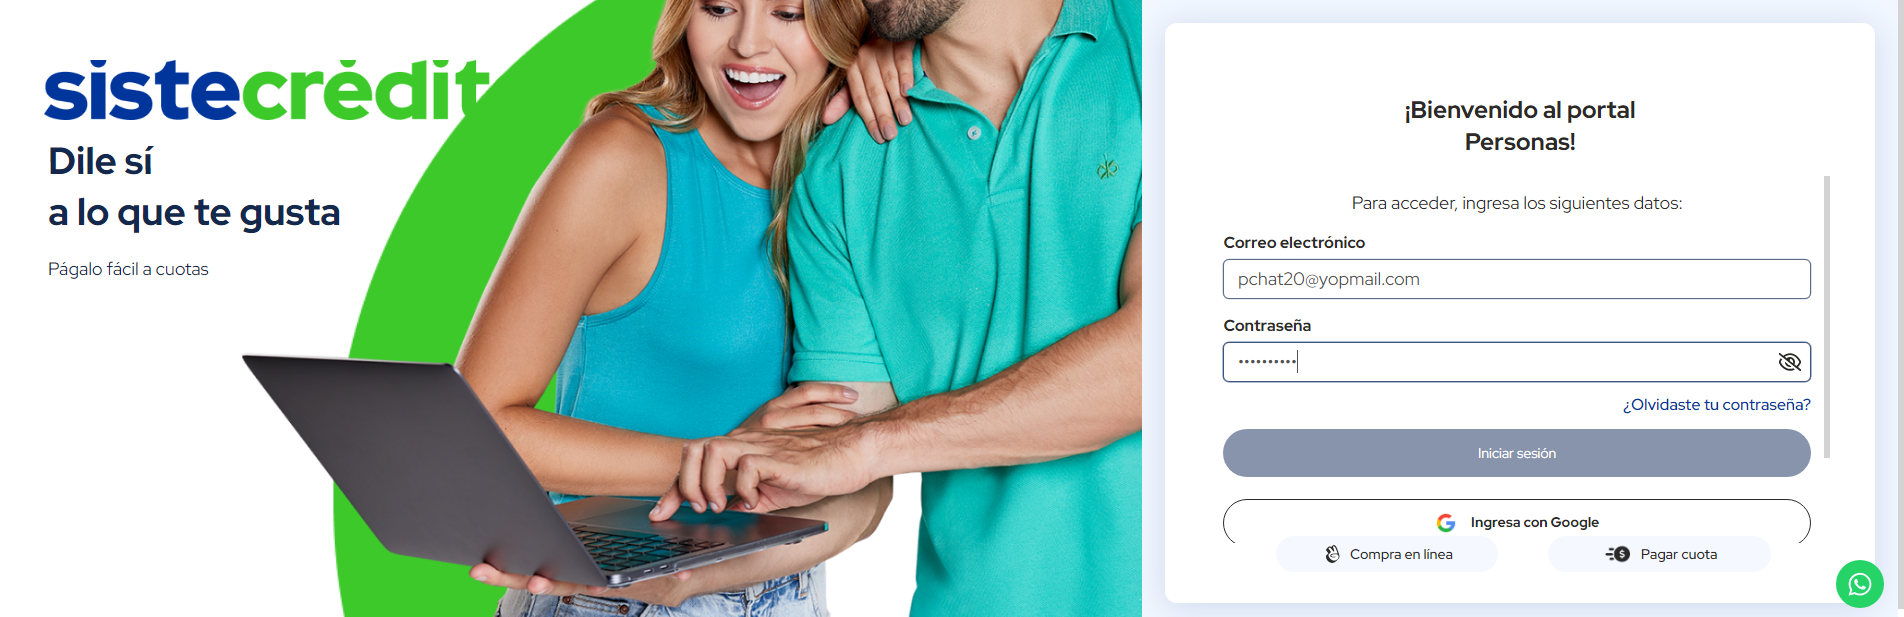 sistecrédit
Dile sí
a lo que te gusta
Págalo fácil a cuotas
¡Bienvenido al portal
Personas!
Para acceder, ingresa los siguientes datos:
Correo electrónico
pchat20@yopmail.com
Contraseña
••••••••••
¿Olvidaste tu contraseña?
Iniciar sesión
Ingresa con Google
Compra en línea
Pagar cuota